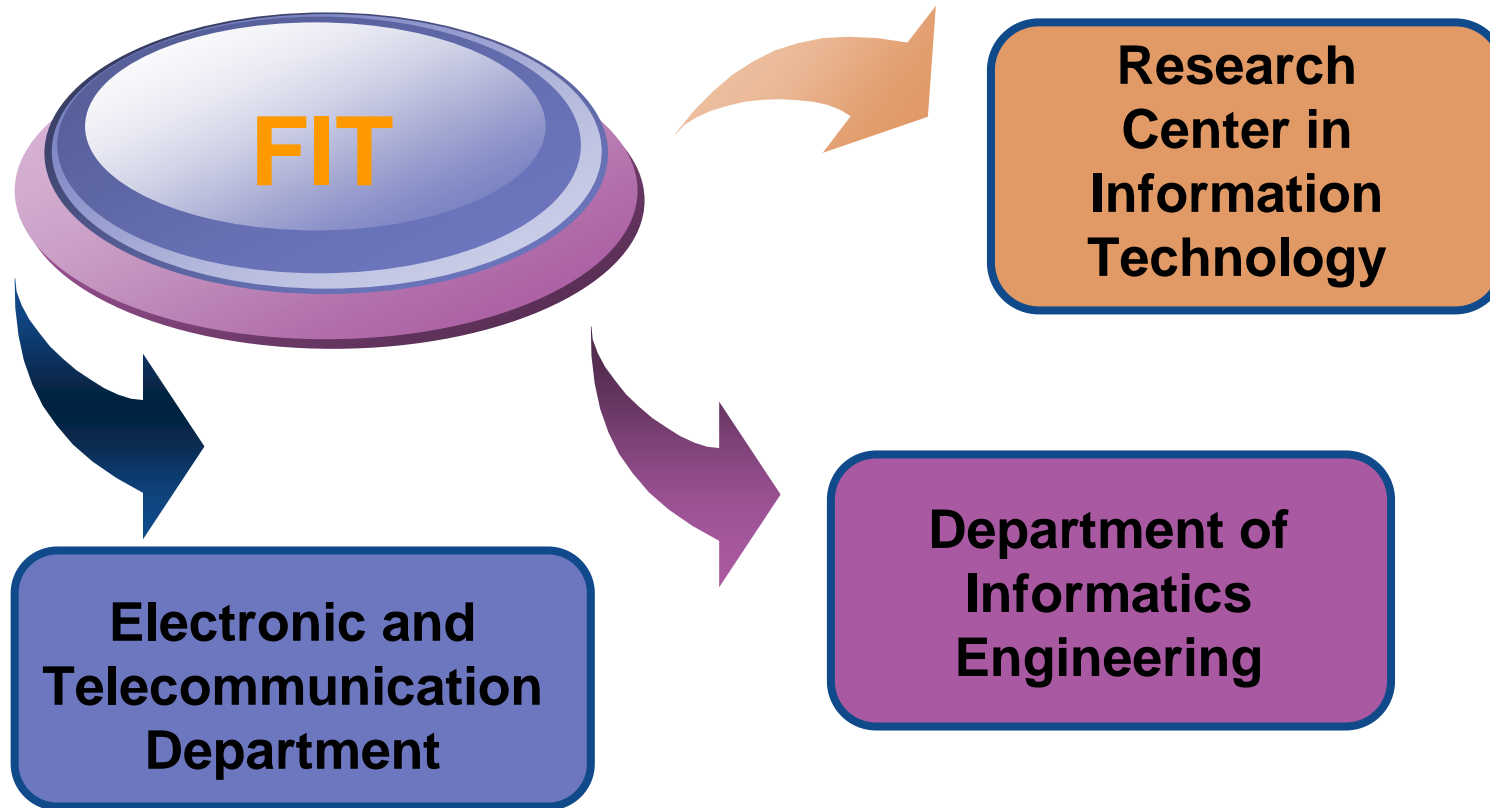 FIT
Research
Center in
Information
Technology
Department of
Informatics
Engineering
Electronic and
Telecommunication
Department